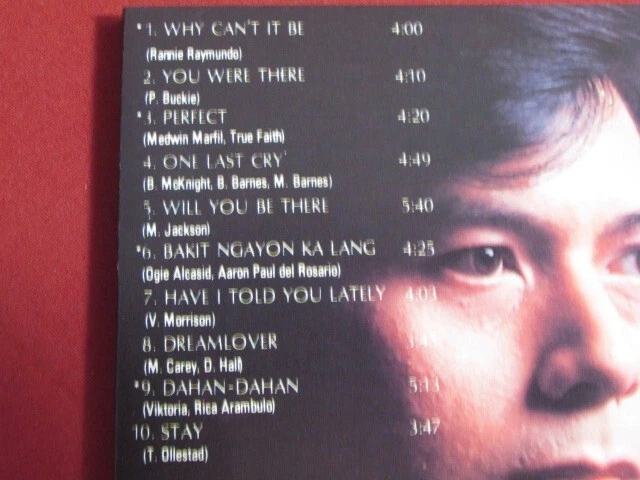 *1. WHY CAN'T IT BE 4:00
(Rannie Raymundo)
2. YOU WERE THERE 4:10
(P. Buckie)
*3. PERFECT 4:20
(Medwin Marfil, True Faith)
4. ONE LAST CRY 4:49
(B. McKnight, B. Barnes, M. Barnes)
5. WILL YOU BE THERE 5:40
(M. Jackson)
*6. BAKIT NGAYON KA LANG 4:25
(Ogie Alcasid, Aaron Paul del Rosario)
7. HAVE I TOLD YOU LATELY 4:03
(V. Morrison)
8. DREAMLOVER
(M. Carey, D. Hall)
*9. DAHAN-DAHAN 5:13
(Viktoria, Rica Arambulo)
10. STAY 3:47
(T. Ollestad)